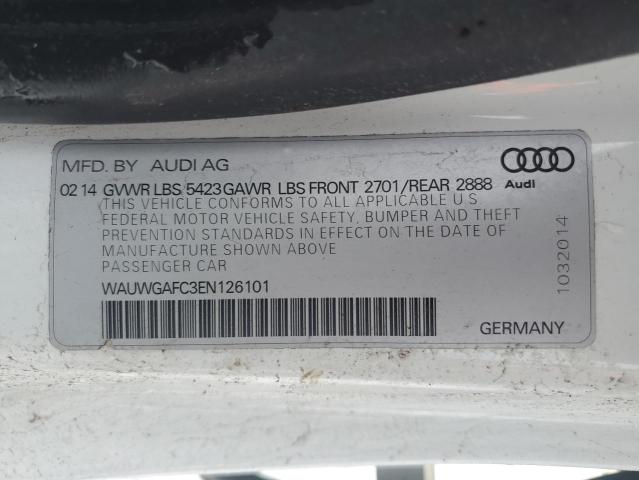 MFD. BY AUDI AG
02 14 GVWR LBS 5423 GAWR LBS FRONT 2701/REAR 2888
Audi
THIS VEHICLE CONFORMS TO ALL APPLICABLE U S
FEDERAL MOTOR VEHICLE SAFETY, BUMPER AND THEFT
PREVENTION STANDARDS IN EFFECT ON THE DATE OF
MANUFACTURE SHOWN ABOVE
PASSENGER CAR
WAUWGAFC3EN126101
1032014
GERMANY